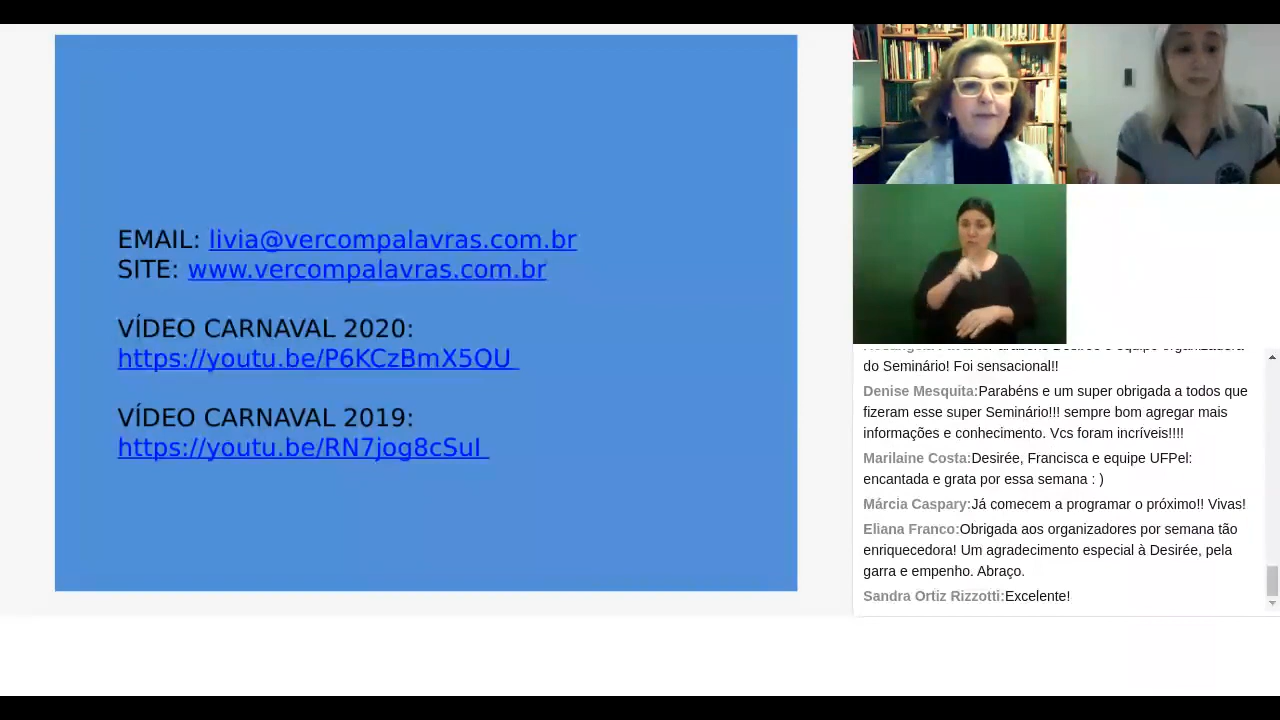 EMAIL: livia@vercompalavras.com.br
SITE: www.vercompalavras.com.br
VÍDEO CARNAVAL 2020:
https://youtu.be/P6KCzBmX5QU
VÍDEO CARNAVAL 2019:
https://youtu.be/RN7jog8cSuI
do Seminário! Foi sensacional!!
Denise Mesquita:Parabéns e um super obrigada a todos que
fizeram esse super Seminário!!! sempre bom agregar mais
informações e conhecimento. Vcs foram incríveis!!!!
Marilaine Costa:Desirée, Francisca e equipe UFPel:
encantada e grata por essa semana : )
Márcia Caspary:Já comecem a programar o próximo!! Vivas!
Eliana Franco:Obrigada aos organizadores por semana tão
enriquecedora! Um agradecimento especial à Desirée, pela
garra e empenho. Abraço.
Sandra Ortiz Rizzotti:Excelente!